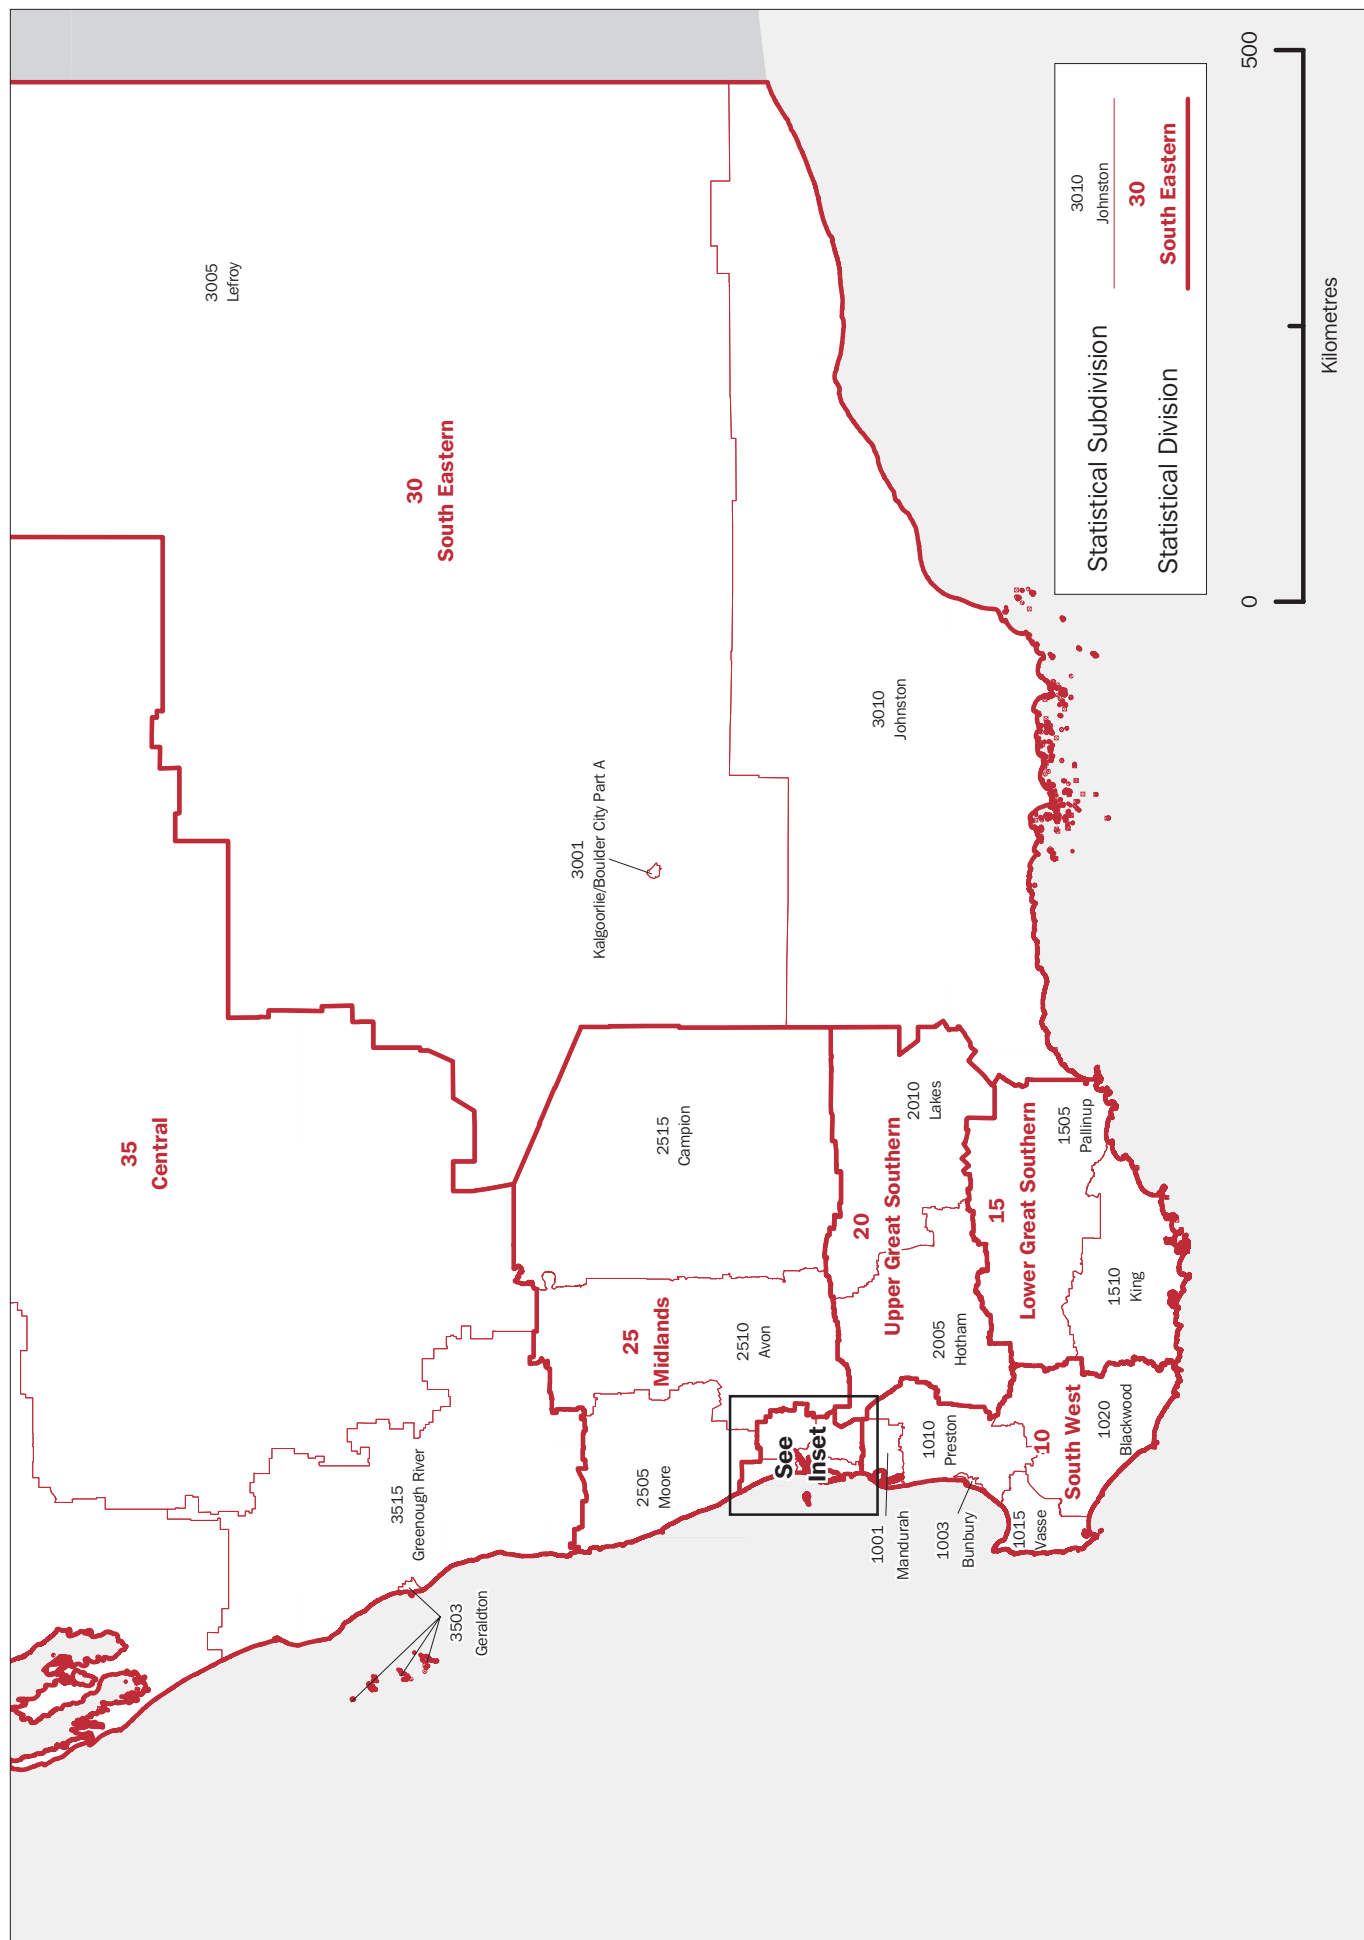 35
Central
3515
Greenough River
3503
Geraldton
30
South Eastern
3005
Lefroy
3001
Kalgoorlie/Boulder City Part A
3010
Johnston
25
Midlands
2505
Moore
2510
Avon
2515
Campion
See
Inset
20
Upper Great Southern
2005
Hotham
2010
Lakes
15
Lower Great Southern
1505
Pallinup
1510
King
10
South West
1001
Mandurah
1003
Bunbury
1010
Preston
1015
Vasse
1020
Blackwood
Statistical Subdivision
3010
Johnston
Statistical Division
30
South Eastern
0
500
Kilometres